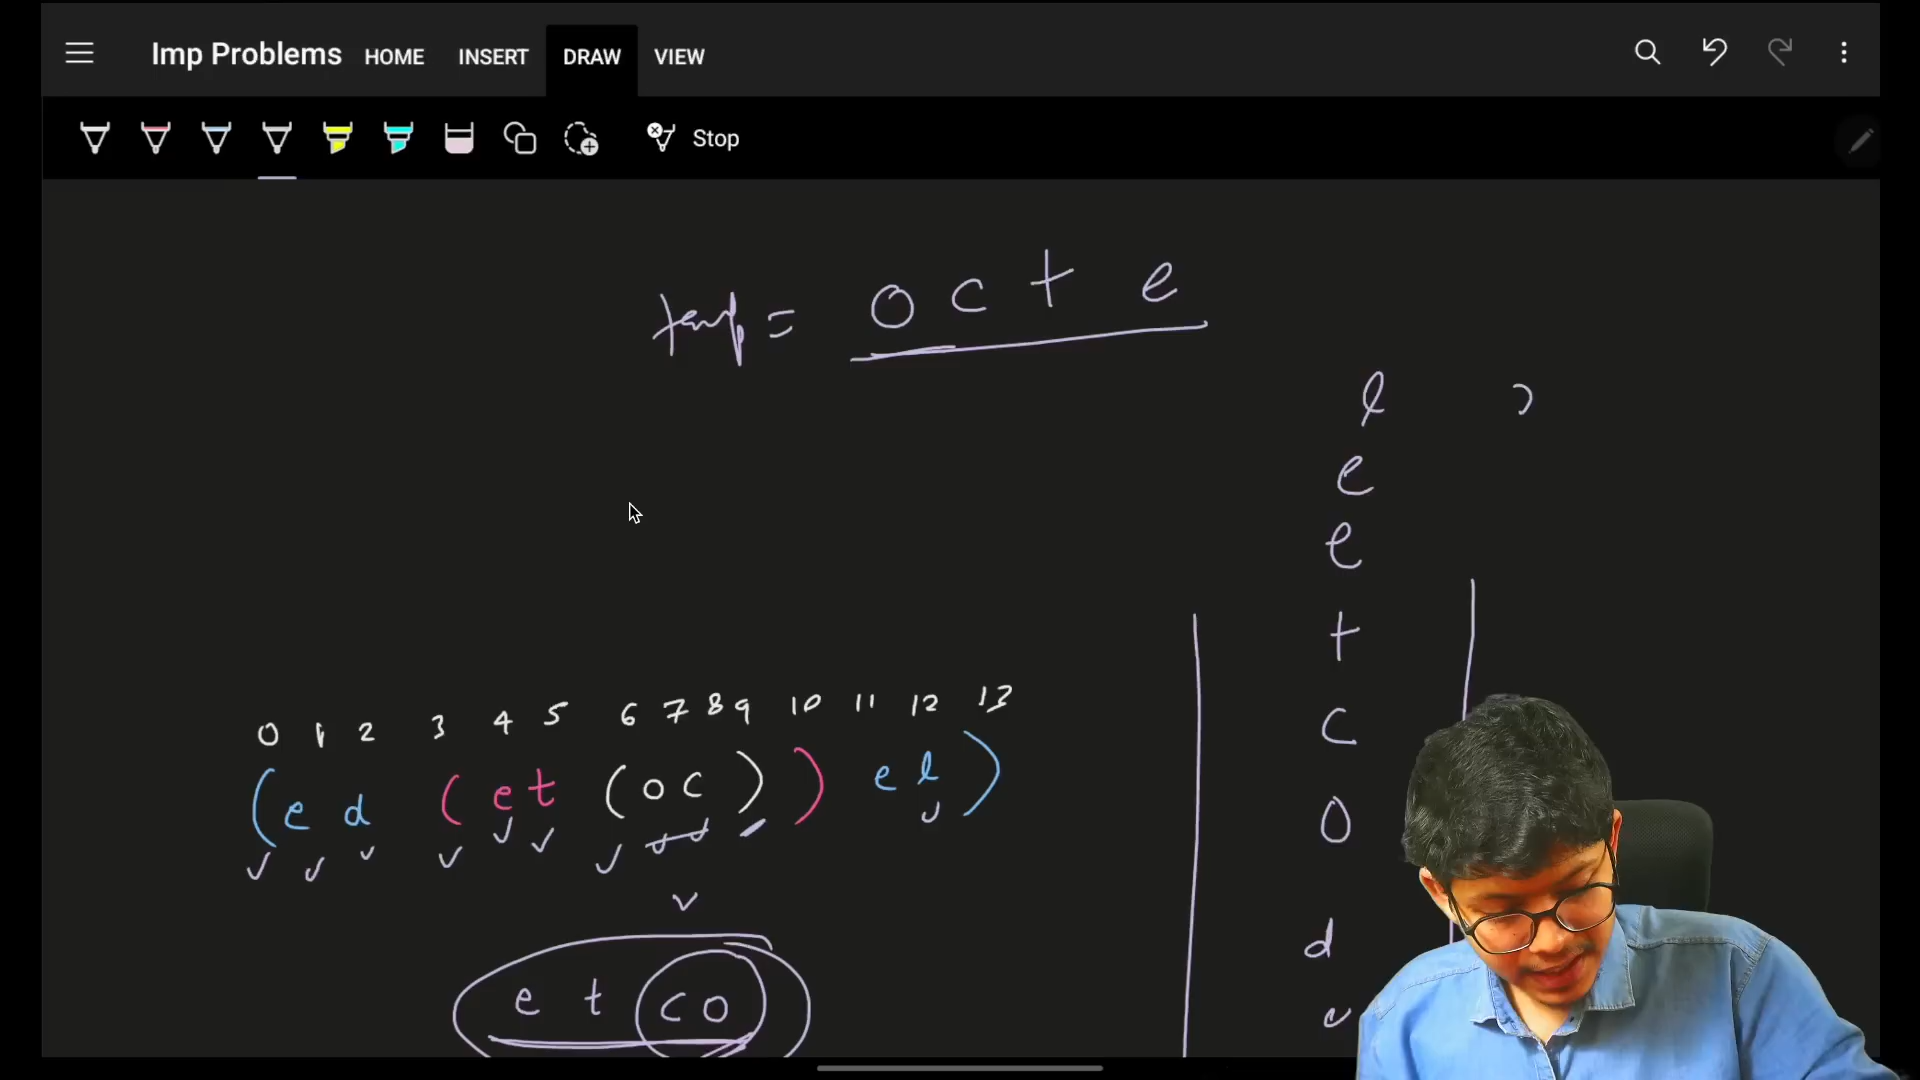 Imp Problems HOME INSERT DRAW VIEW
Stop
temp = o c t e
l )
e
e
t
c
o
d
e
0 1 2 3 4 5 6 7 8 9 10 11 12 13
( e d ( e t ( o c ) ) e l )
e t c o